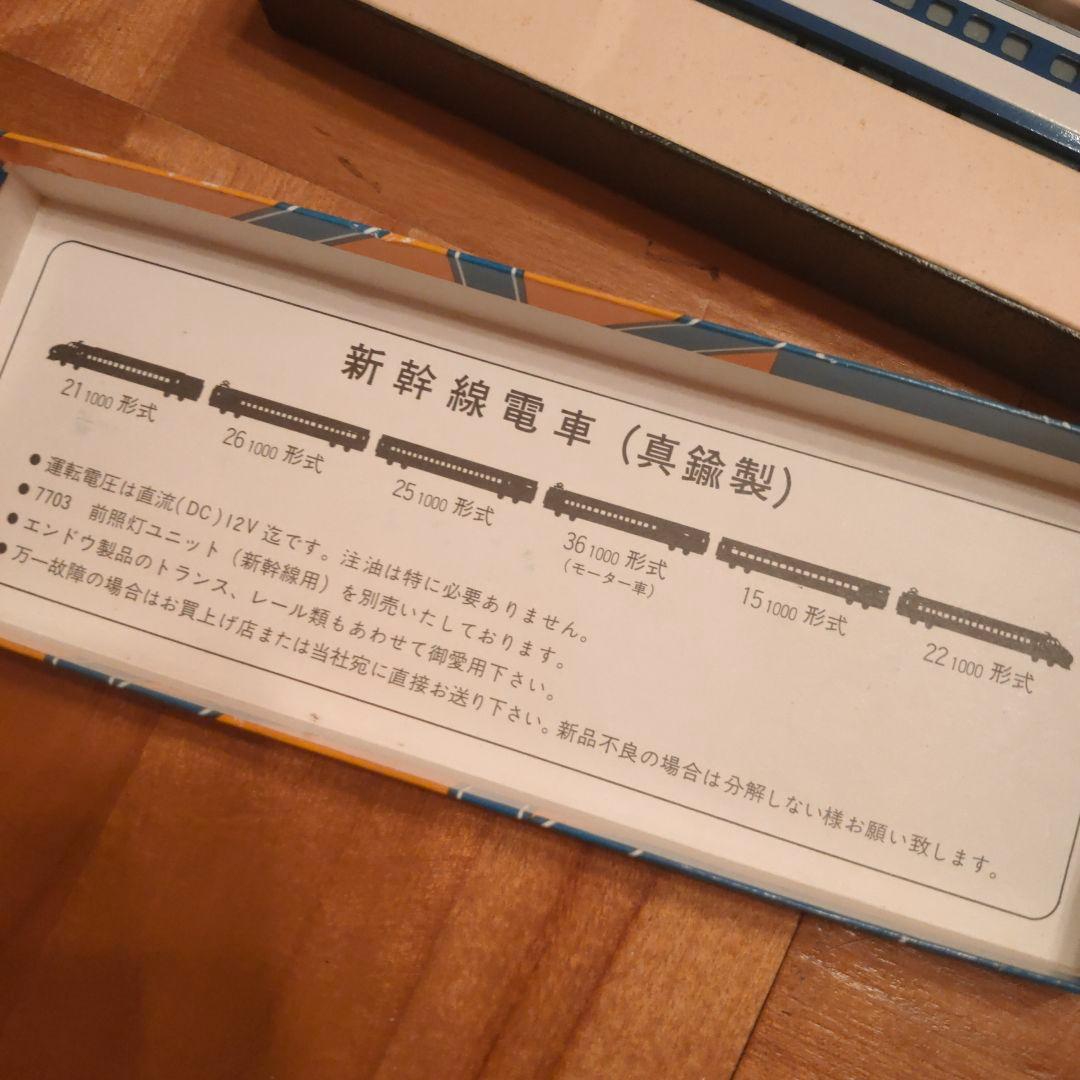 新幹線電車 (真鍮製)
21 1000 形式
26 1000 形式
25 1000 形式
36 1000 形式
(モーター車)
15 1000 形式
22 1000 形式
● 運転電圧は直流(DC)12V 迄です。注油は特に必要ありません。
● 7703 前照灯ユニット (新幹線用) を別売いたしております。
● エンドウ製品のトランス、レール類もあわせて御愛用下さい。
● 万一故障の場合はお買上げ店または当社宛に直接お送り下さい。新品不良の場合は分解しない様お願い致します。